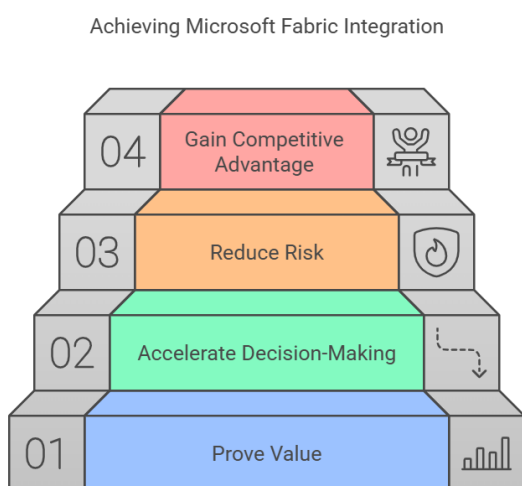 Achieving Microsoft Fabric Integration
04
Gain Competitive
Advantage
03
Reduce Risk
02
Accelerate Decision-Making
01
Prove Value